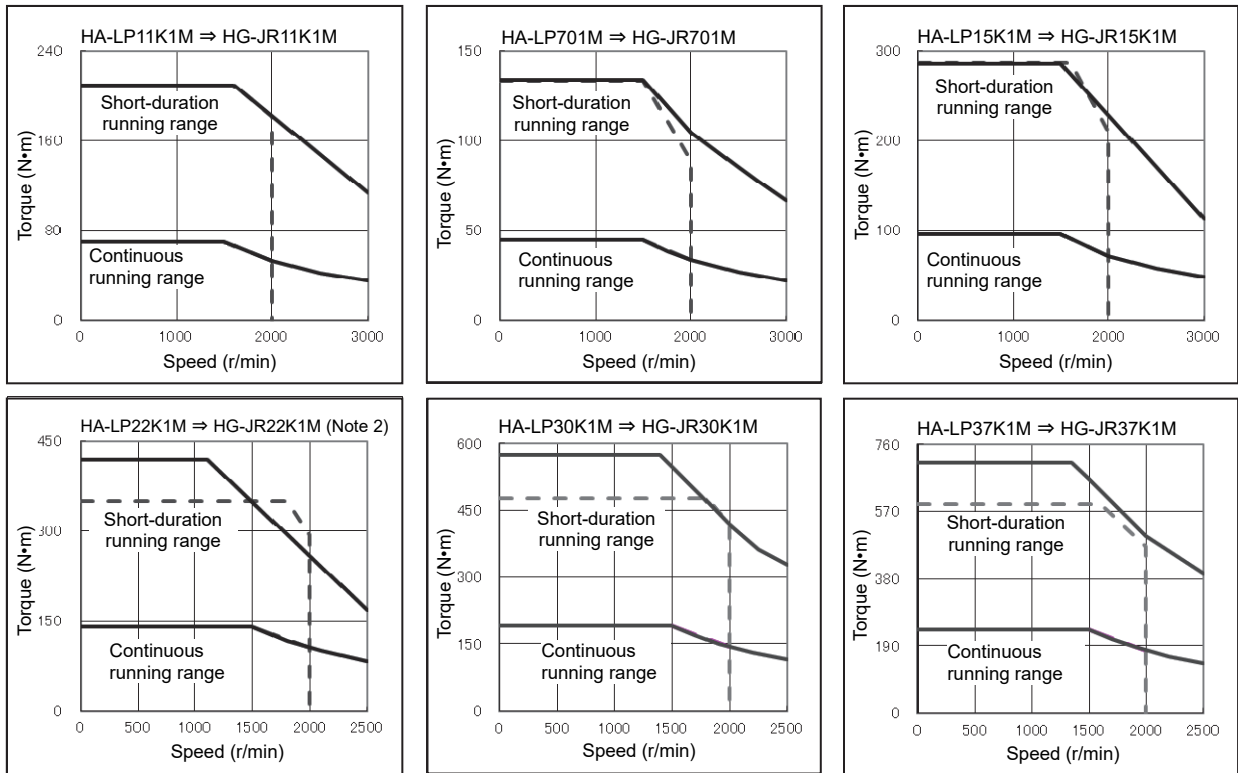 HA-LP11K1M ⇒ HG-JR11K1M
240
160
80
0
Torque (N•m)
Short-duration
running range
Continuous
running range
0 1000 2000 3000
Speed (r/min)
HA-LP701M ⇒ HG-JR701M
150
100
50
0
Torque (N•m)
Short-duration
running range
Continuous
running range
0 1000 2000 3000
Speed (r/min)
HA-LP15K1M ⇒ HG-JR15K1M
300
200
100
0
Torque (N•m)
Short-duration
running range
Continuous
running range
0 1000 2000 3000
Speed (r/min)
HA-LP22K1M ⇒ HG-JR22K1M (Note 2)
450
300
150
0
Torque (N•m)
Short-duration
running range
Continuous
running range
0 500 1000 1500 2000 2500
Speed (r/min)
HA-LP30K1M ⇒ HG-JR30K1M
600
450
300
150
0
Torque (N•m)
Short-duration
running range
Continuous
running range
0 500 1000 1500 2000 2500
Speed (r/min)
HA-LP37K1M ⇒ HG-JR37K1M
760
570
380
190
0
Torque (N•m)
Short-duration
running range
Continuous
running range
0 500 1000 1500 2000 2500
Speed (r/min)